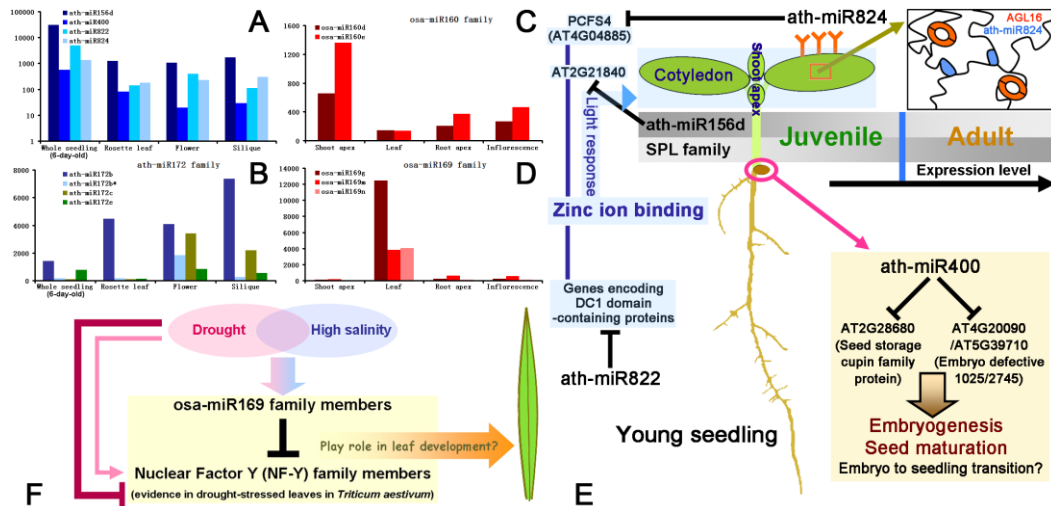 ath-miR156d
ath-miR400
ath-miR822
ath-miR824
A
100000
10000
1000
100
10
1
Whole seedling
(6-day-old)
Rosette leaf
Flower
Silique
osa-miR160 family
osa-miR160d
osa-miR160e
1600
1200
800
400
0
Shoot apex
Leaf
Root apex
Inflorescence
ath-miR172 family
ath-miR172b
ath-miR172b*
ath-miR172c
ath-miR172e
B
8000
6000
4000
2000
0
Whole seedling
(6-day-old)
Rosette leaf
Flower
Silique
osa-miR169 family
osa-miR169g
osa-miR169m
osa-miR169n
14000
12000
10000
8000
6000
4000
2000
0
Shoot apex
Leaf
Root apex
Inflorescence
C
D
PCFS4
(AT4G04885)
ath-miR824
AGL16
ath-miR824
AT2G21840
Cotyledon
Shoot apex
Light response
ath-miR156d
SPL family
Juvenile
Adult
Expression level
Zinc ion binding
Genes encoding
DC1 domain
-containing proteins
ath-miR822
Young seedling
ath-miR400
AT2G28680
(Seed storage
cupin family
protein)
AT4G20090
/AT5G39710
(Embryo defective
1025/2745)
Embryogenesis
Seed maturation
Embryo to seedling transition?
E
Drought
High salinity
osa-miR169 family members
Play role in leaf development?
Nuclear Factor Y (NF-Y) family members
(evidence in drought-stressed leaves in Triticum aestivum)
F